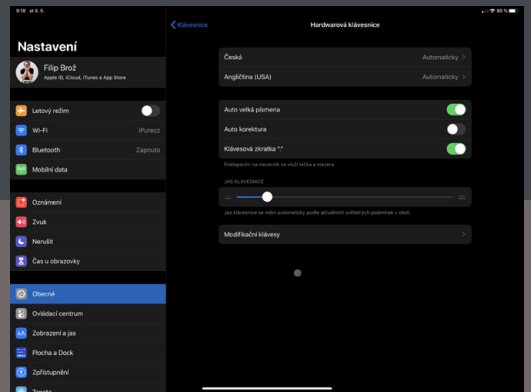 9:18 st 6. 5.
80 %
Nastavení
Filip Brož
Apple ID, iCloud, iTunes a App Store
Letový režim
Wi-Fi
iPurecz
Bluetooth
Zapnuto
Mobilní data
Oznámení
Zvuk
Nerušit
Čas u obrazovky
Obecné
Ovládací centrum
Zobrazení a jas
Plocha a Dock
Zpřístupnění
Tapeta
Klávesnice
Hardwarová klávesnice
Česká
Automaticky
Angličtina (USA)
Automaticky
Auto velká písmena
Auto korektura
Klávesová zkratka "."
Poklepáním na mezerník se vloží tečka a mezera.
JAS KLÁVESNICE
Jas klávesnice se mění automaticky podle aktuálních světelných podmínek v okolí.
Modifikační klávesy